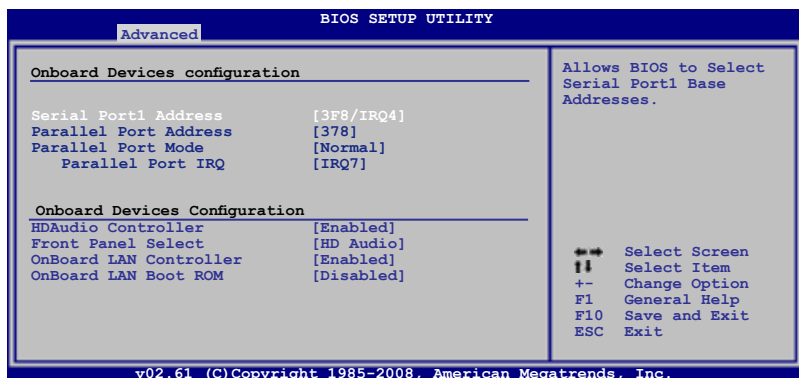 BIOS SETUP UTILITY
Advanced
Onboard Devices configuration
Serial Port1 Address [3F8/IRQ4]
Parallel Port Address [378]
Parallel Port Mode [Normal]
Parallel Port IRQ [IRQ7]
Onboard Devices Configuration
HDAudio Controller [Enabled]
Front Panel Select [HD Audio]
OnBoard LAN Controller [Enabled]
OnBoard LAN Boot ROM [Disabled]
Allows BIOS to Select
Serial Port1 Base
Addresses.
←→ Select Screen
↑↓ Select Item
+- Change Option
F1 General Help
F10 Save and Exit
ESC Exit
v02.61 (C)Copyright 1985-2008, American Megatrends, Inc.